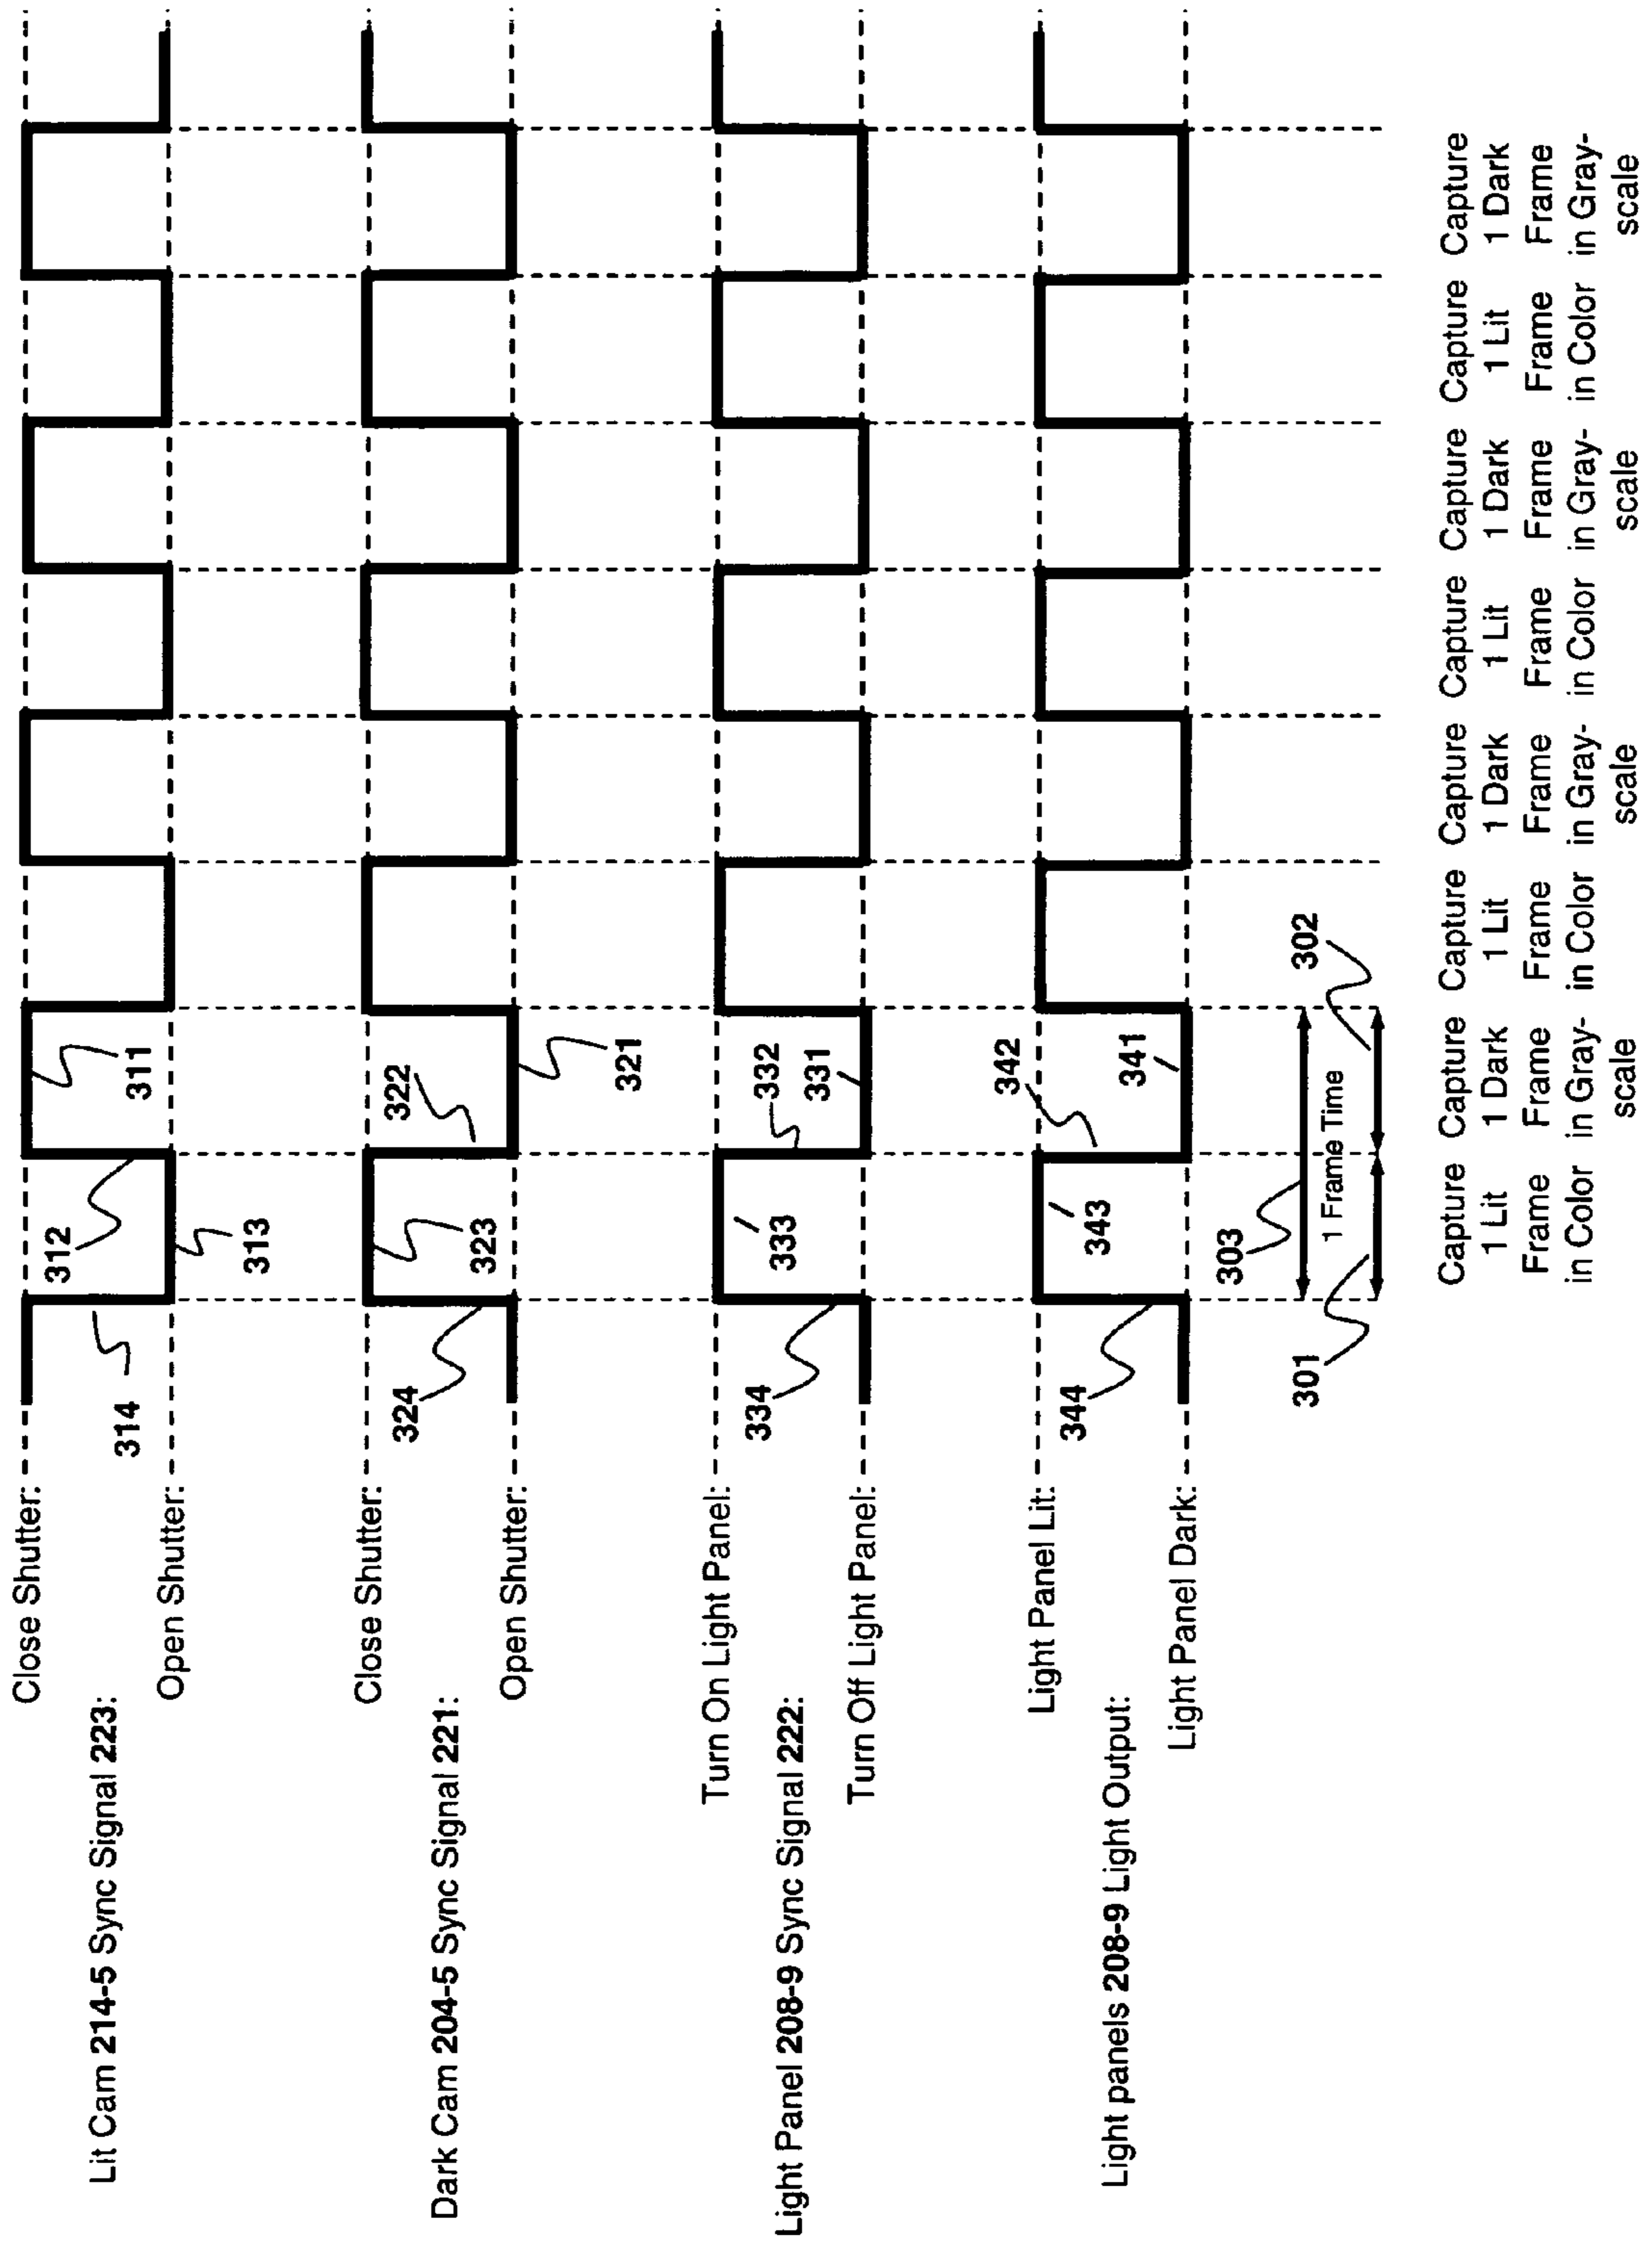 Close Shutter:
Lit Cam 214-5 Sync Signal 223:
Open Shutter:
314
312
313
311
Close Shutter:
Dark Cam 204-5 Sync Signal 221:
Open Shutter:
324
323
322
321
Turn On Light Panel:
Light Panel 208-9 Sync Signal 222:
Turn Off Light Panel:
334
333
332
331
Light Panel Lit:
Light panels 208-9 Light Output:
Light Panel Dark:
344
343
342
341
303
1 Frame Time
301
302
Capture
1 Lit
Frame
in Color
Capture
1 Dark
Frame
in Gray-
scale
Capture
1 Lit
Frame
in Color
Capture
1 Dark
Frame
in Gray-
scale
Capture
1 Lit
Frame
in Color
Capture
1 Dark
Frame
in Gray-
scale
Capture
1 Lit
Frame
in Color
Capture
1 Dark
Frame
in Gray-
scale